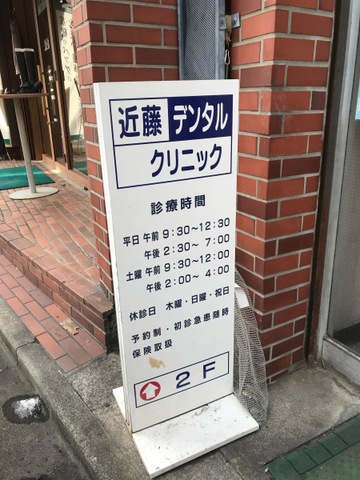 近藤 デンタル
クリニック
診療時間
平日 午前 9:30~12:30
午後 2:30~ 7:00
土曜 午前 9:30~12:00
午後 2:00~ 4:00
休診日 木曜・日曜・祝日
予約制・初診急患随時
保険取扱
2F